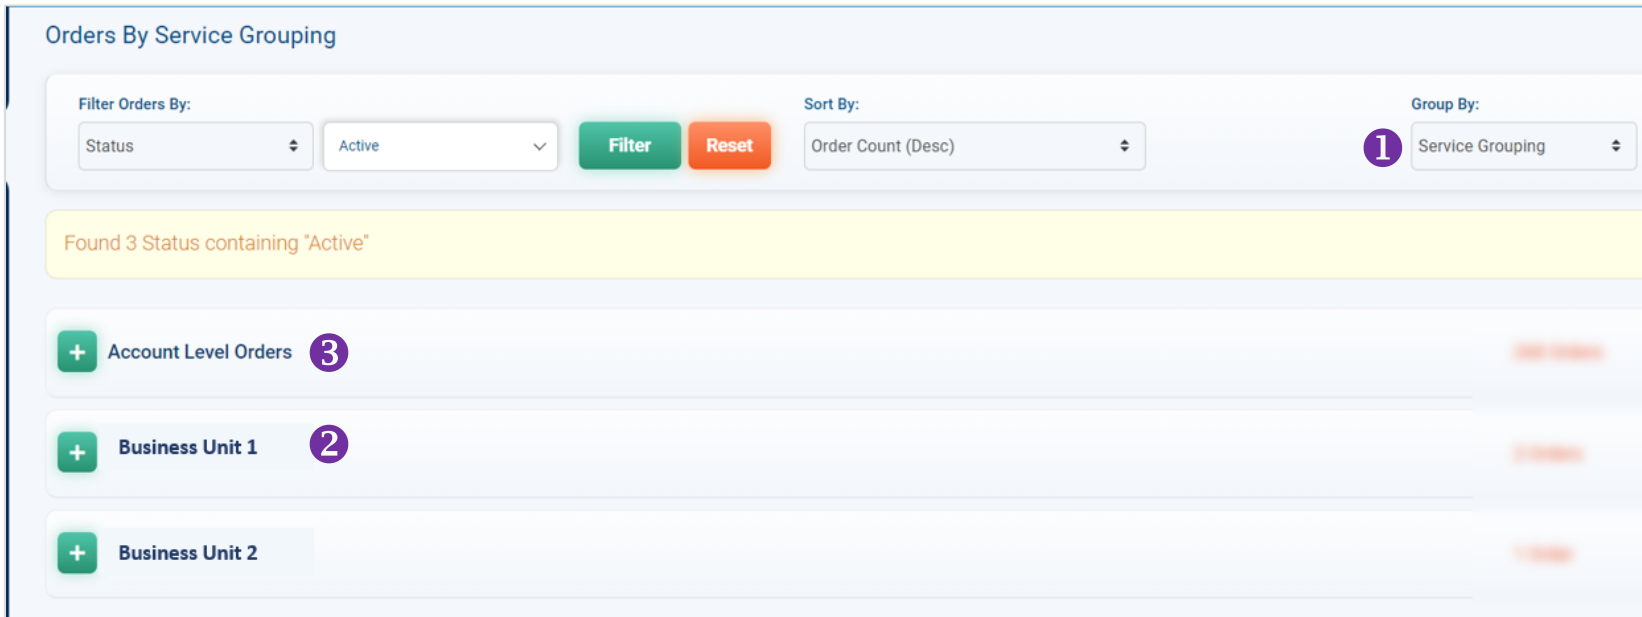 Orders By Service Grouping
Filter Orders By: Sort By: Group By:
Status Active Filter Reset Order Count (Desc) 1 Service Grouping
Found 3 Status containing "Active"
Account Level Orders 3
Business Unit 1 2
Business Unit 2